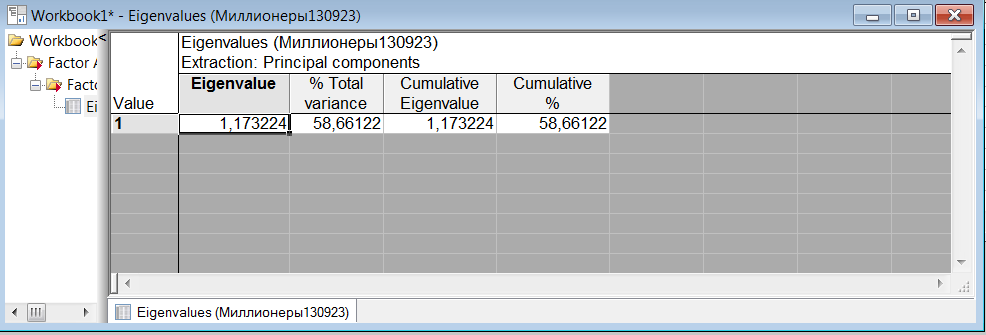 Workbook1* - Eigenvalues (Миллионеры130923)
Workbook
Factor A
Facto
Ei
Eigenvalues (Миллионеры130923)
Extraction: Principal components
Value Eigenvalue % Total variance Cumulative Eigenvalue Cumulative %
1 1,173224 58,66122 1,173224 58,66122
Eigenvalues (Миллионеры130923)